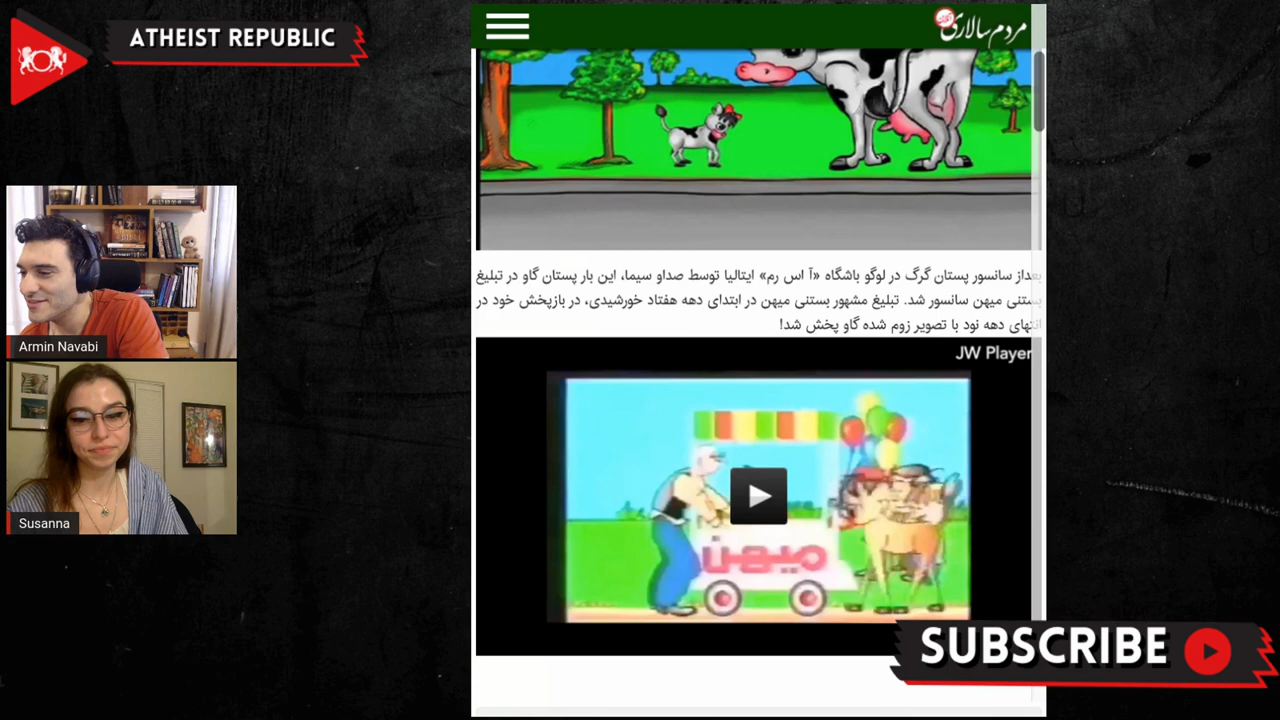 ATHEIST REPUBLIC
مردم‌سالاری
آنلاین
بعداز سانسور پستان گرگ در لوگو باشگاه «آ اس رم» ایتالیا توسط صداو سیما، این بار پستان گاو در تبلیغ
بستنی میهن سانسور شد. تبلیغ مشهور بستنی میهن در ابتدای دهه هفتاد خورشیدی، در بازپخش خود در
انتهای دهه نود با تصویر زوم شده گاو پخش شد!
JW Player
میهن
Armin Navabi
Susanna
SUBSCRIBE